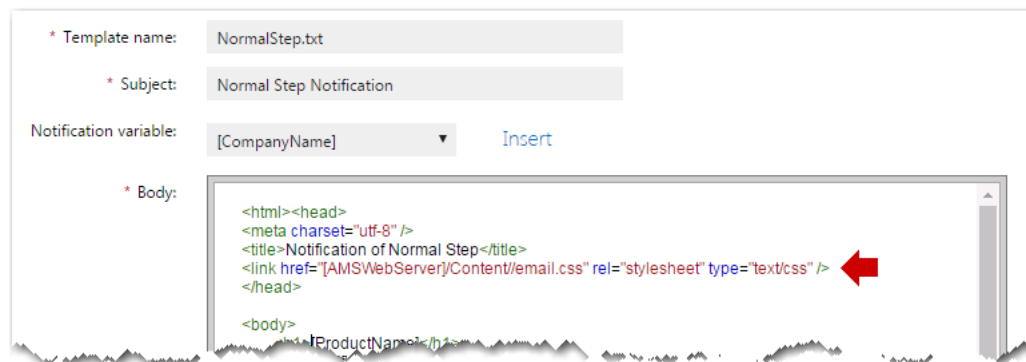 * Template name: NormalStep.txt
* Subject: Normal Step Notification
Notification variable: [CompanyName] Insert
* Body:
<html><head>
<meta charset="utf-8" />
<title>Notification of Normal Step</title>
<link href="[AMSWebServer]/Content//email.css" rel="stylesheet" type="text/css" />
</head>
<body>
[ProductName]</h1>